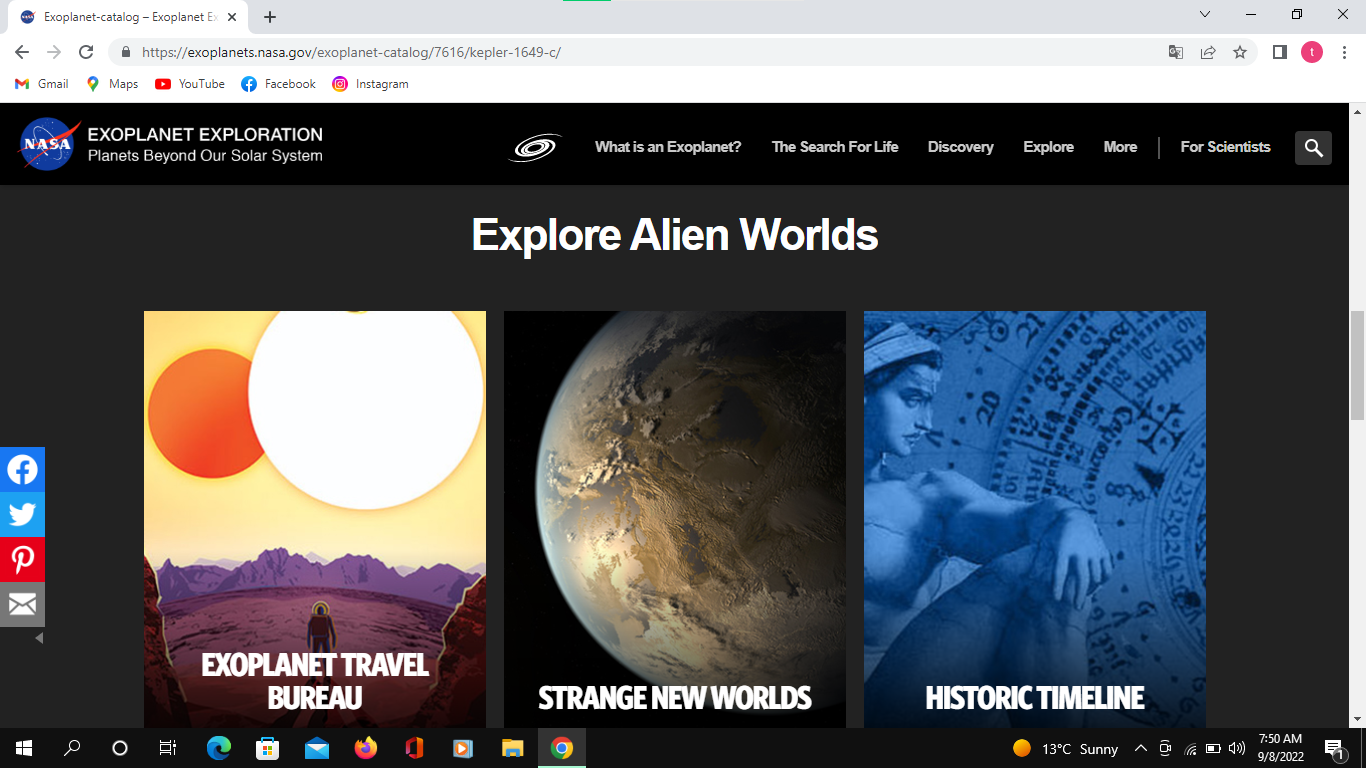 Exoplanet-catalog – Exoplanet Ex
https://exoplanets.nasa.gov/exoplanet-catalog/7616/kepler-1649-c/
t
Gmail
Maps
YouTube
Facebook
Instagram
NASA
EXOPLANET EXPLORATION
Planets Beyond Our Solar System
What is an Exoplanet?
The Search For Life
Discovery
Explore
More
For Scientists
Explore Alien Worlds
EXOPLANET TRAVEL
BUREAU
STRANGE NEW WORLDS
HISTORIC TIMELINE
20
13°C Sunny
7:50 AM
9/8/2022
1